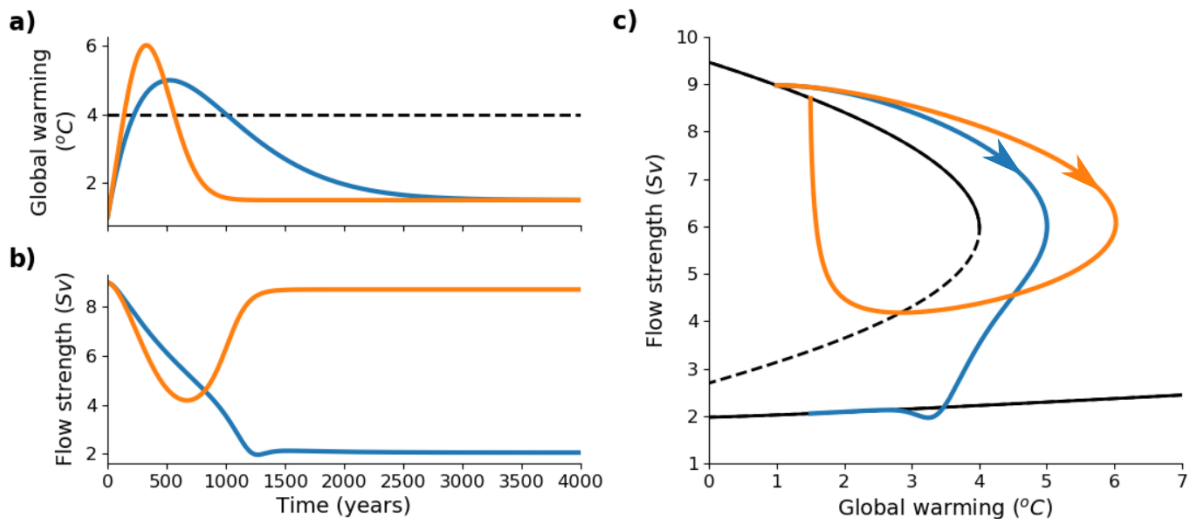 a)
Global warming
(°C)
6
4
2
b)
Flow strength (Sv)
8
6
4
2
0 500 1000 1500 2000 2500 3000 3500 4000
Time (years)
c)
Flow strength (Sv)
10
9
8
7
6
5
4
3
2
1
0 1 2 3 4 5 6 7
Global warming (°C)